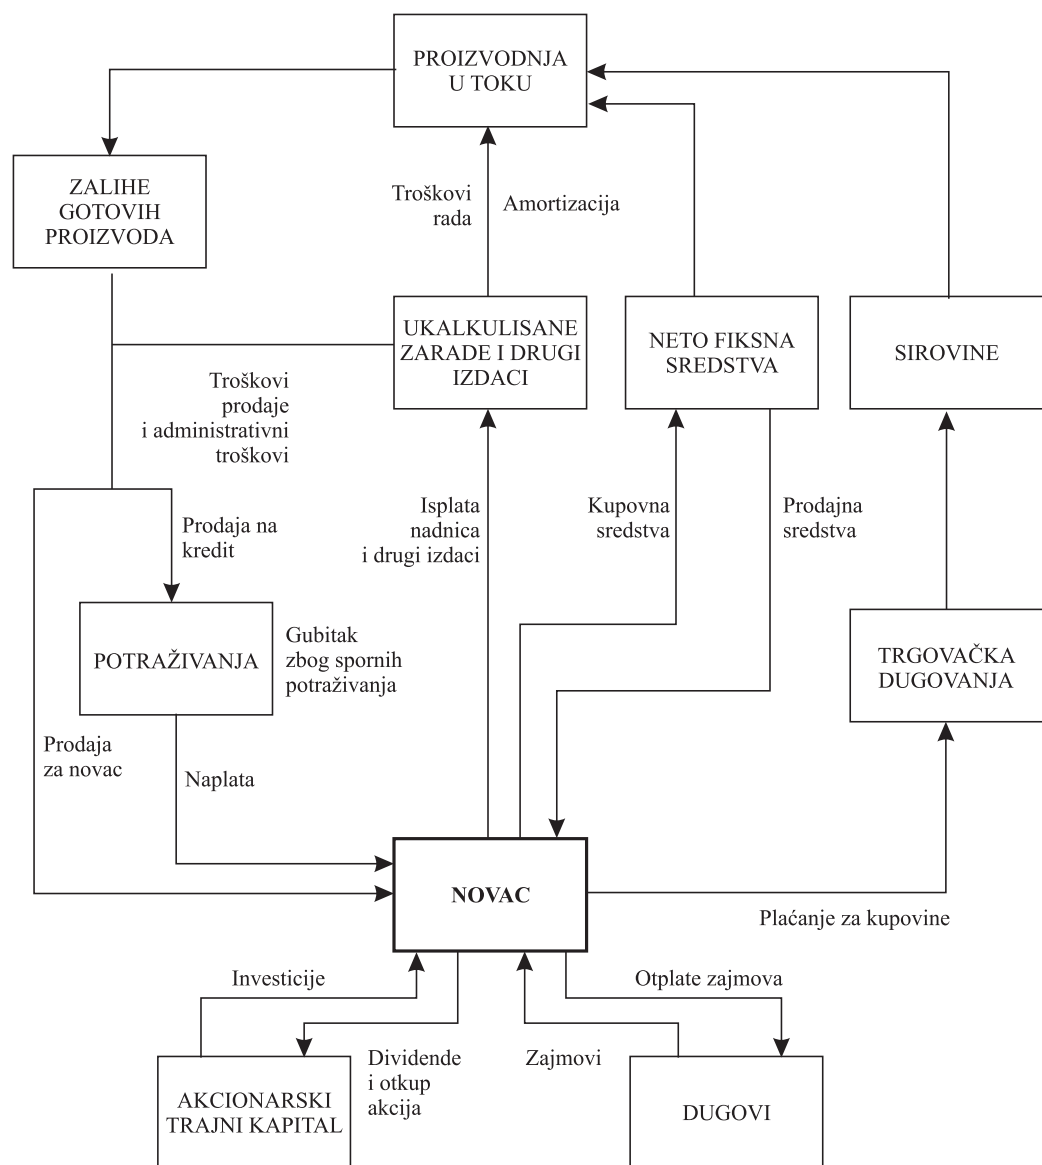 PROIZVODNJA
U TOKU
ZALIHE
GOTOVIH
PROIZVODA
Troškovi
rada
Amortizacija
UKALKULISANE
ZARADE I DRUGI
IZDACI
NETO FIKSNA
SREDSTVA
SIROVINE
Troškovi
prodaje
i administrativni
troškovi
Prodaja na
kredit
Isplata
nadnica
i drugi izdaci
Kupovna
sredstva
Prodajna
sredstva
POTRAŽIVANJA
Gubitak
zbog spornih
potraživanja
TRGOVAČKA
DUGOVANJA
Prodaja
za novac
Naplata
NOVAC
Plaćanje za kupovine
Investicije
Otplate zajmova
Dividende
i otkup
akcija
Zajmovi
AKCIONARSKI
TRAJNI KAPITAL
DUGOVI